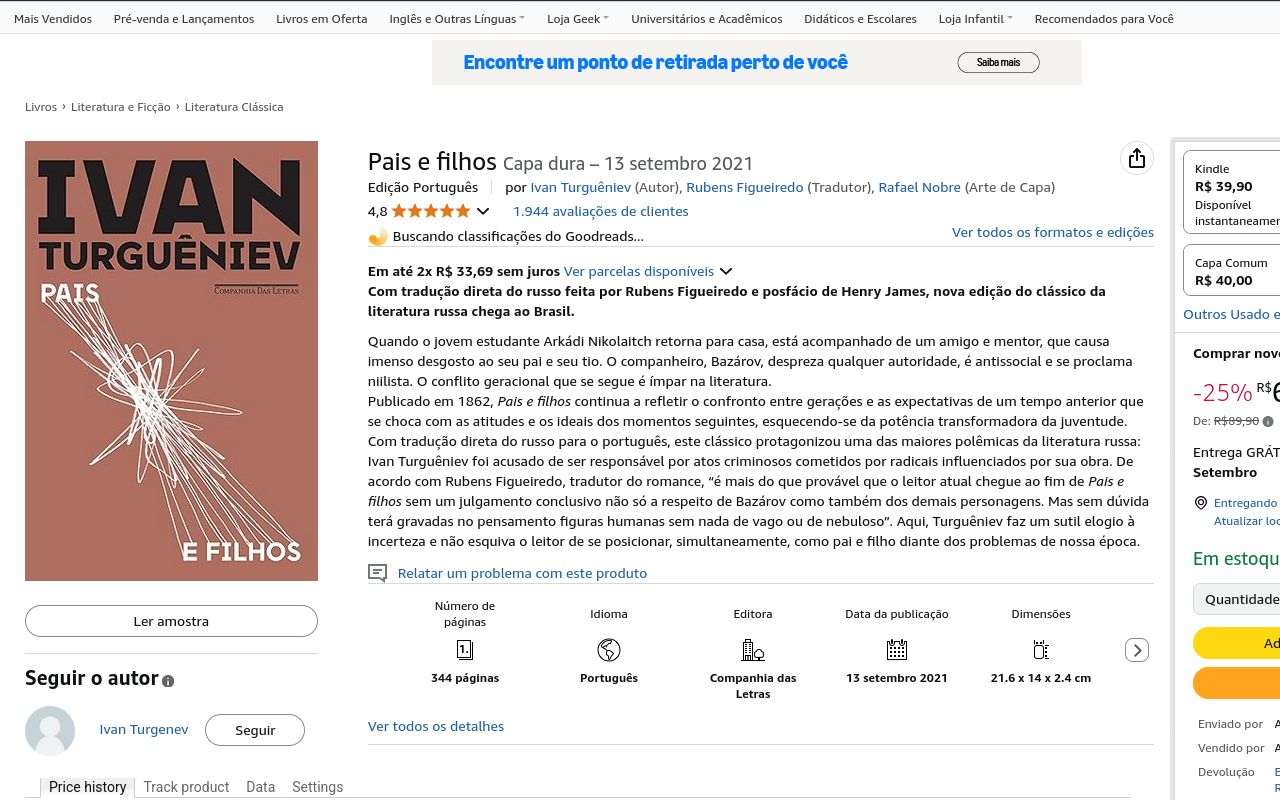 Mais Vendidos Pré-venda e Lançamentos Livros em Oferta Inglês e Outras Línguas Loja Geek Universitários e Acadêmicos Didáticos e Escolares Loja Infantil Recomendados para Você
Encontre um ponto de retirada perto de você Saiba mais
Livros › Literatura e Ficção › Literatura Clássica
IVAN
TURGUÊNIEV
COMPANHIA DAS LETRAS
PAIS
E FILHOS
Ler amostra
Seguir o autor
Ivan Turgenev Seguir
Pais e filhos Capa dura – 13 setembro 2021
Edição Português por Ivan Turguêniev (Autor), Rubens Figueiredo (Tradutor), Rafael Nobre (Arte de Capa)
4,8 1.944 avaliações de clientes
Buscando classificações do Goodreads...
Ver todos os formatos e edições
Em até 2x R$ 33,69 sem juros Ver parcelas disponíveis
Com tradução direta do russo feita por Rubens Figueiredo e posfácio de Henry James, nova edição do clássico da
literatura russa chega ao Brasil.
Quando o jovem estudante Arkádi Nikolaitch retorna para casa, está acompanhado de um amigo e mentor, que causa
imenso desgosto ao seu pai e seu tio. O companheiro, Bazárov, despreza qualquer autoridade, é antissocial e se proclama
niilista. O conflito geracional que se segue é ímpar na literatura.
Publicado em 1862, Pais e filhos continua a refletir o confronto entre gerações e as expectativas de um tempo anterior que
se choca com as atitudes e os ideais dos momentos seguintes, esquecendo-se da potência transformadora da juventude.
Com tradução direta do russo para o português, este clássico protagonizou uma das maiores polêmicas da literatura russa:
Ivan Turguêniev foi acusado de ser responsável por atos criminosos cometidos por radicais influenciados por sua obra. De
acordo com Rubens Figueiredo, tradutor do romance, “é mais do que provável que o leitor atual chegue ao fim de Pais e
filhos sem um julgamento conclusivo não só a respeito de Bazárov como também dos demais personagens. Mas sem dúvida
terá gravadas no pensamento figuras humanas sem nada de vago ou de nebuloso”. Aqui, Turguêniev faz um sutil elogio à
incerteza e não esquiva o leitor de se posicionar, simultaneamente, como pai e filho diante dos problemas de nossa época.
Relatar um problema com este produto
Número de
páginas
1.
344 páginas
Idioma
Português
Editora
Companhia das
Letras
Data da publicação
13 setembro 2021
Dimensões
21.6 x 14 x 2.4 cm
Ver todos os detalhes
Price history Track product Data Settings
Kindle
R$ 39,90
Disponível
Capa Comum
R$ 40,00
Outros Usado e
Comprar
-25% R$
De: R$89,90
Entrega
Setembro
Entregando
Atualizar
Em
Quantidade
Enviado por
Vendido por
Devolução